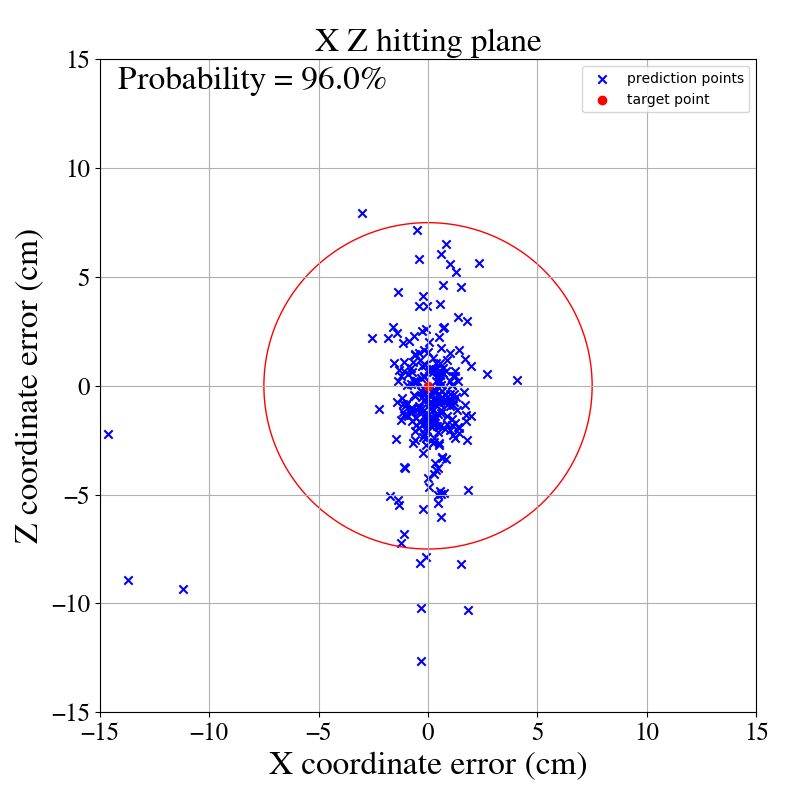 X Z hitting plane
Probability = 96.0%
prediction points
target point
Z coordinate error (cm)
15
10
5
0
−5
−10
−15
−15
−10
−5
0
5
10
15
X coordinate error (cm)